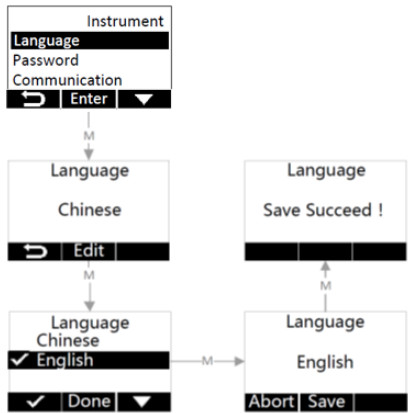 Instrument
Language
Password
Communication
Enter
M
Language
Chinese
Edit
M
Language
Chinese
✓ English
✓ Done
M
Language
English
Abort Save
M
Language
Save Succeed !